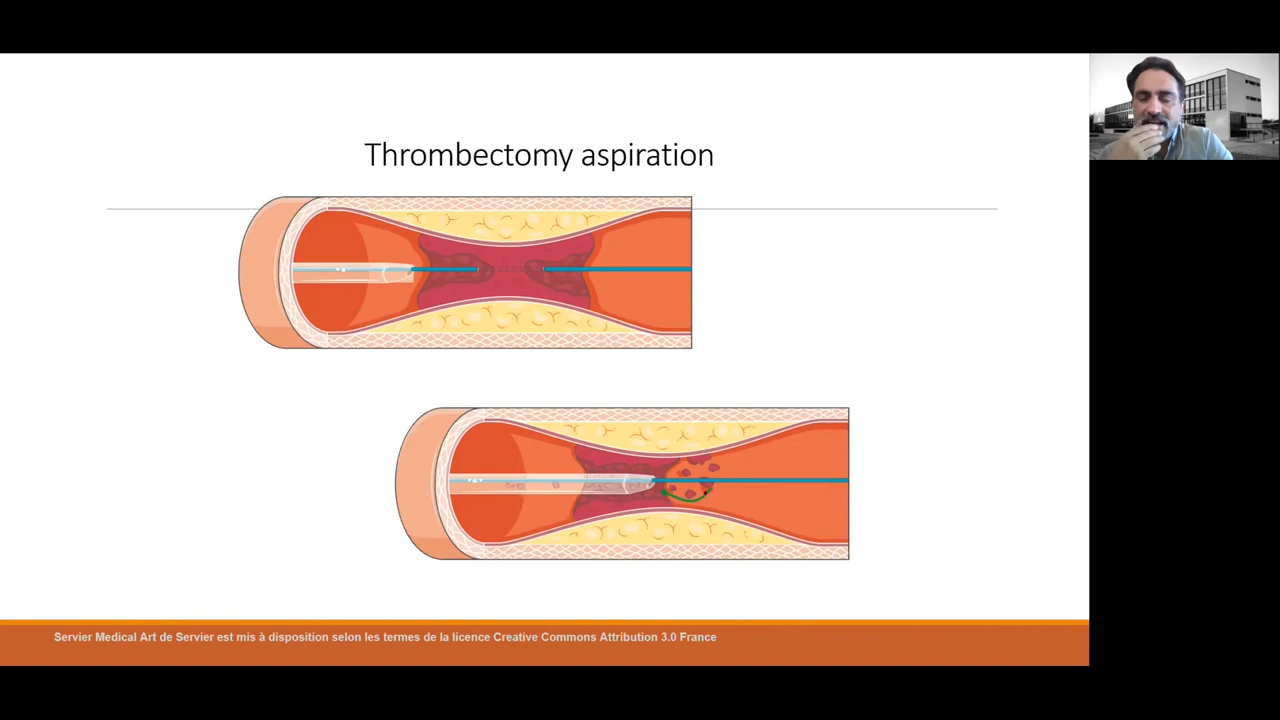 Thrombectomy aspiration
Servier Medical Art de Servier est mis à disposition selon les termes de la licence Creative Commons Attribution 3.0 France